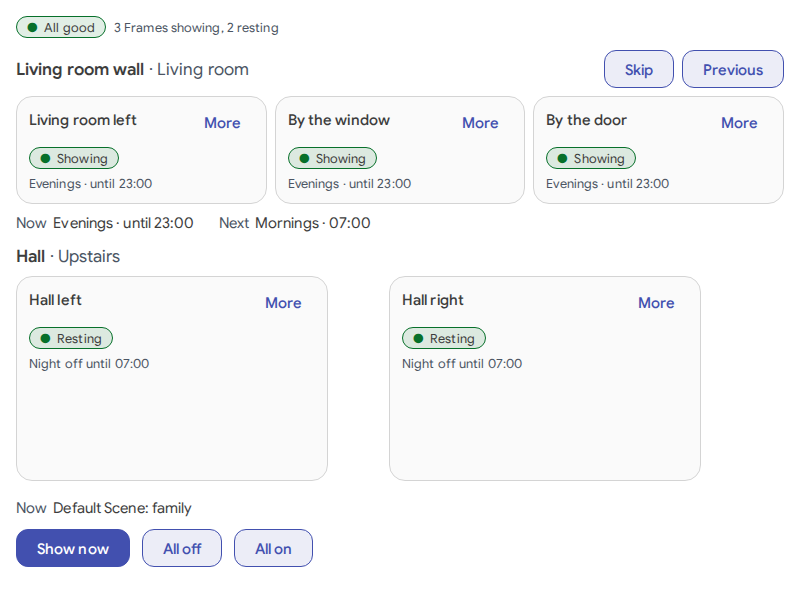 All good 3 Frames showing, 2 resting
Living room wall · Living room Skip Previous
Living room left More By the window More By the door More
Showing Showing Showing
Evenings · until 23:00 Evenings · until 23:00 Evenings · until 23:00
Now Evenings · until 23:00 Next Mornings · 07:00
Hall · Upstairs
Hall left More Hall right More
Resting Resting
Night off until 07:00 Night off until 07:00
Now Default Scene: family
Show now All off All on